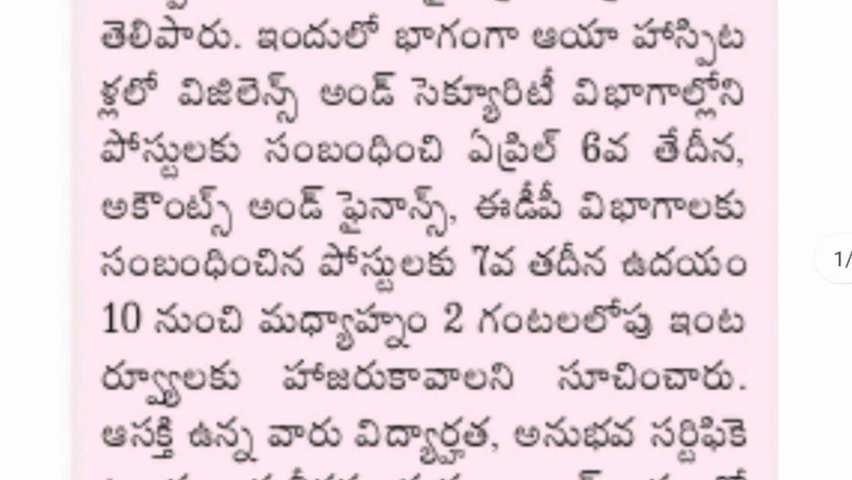 తెలిపారు. ఇందులో భాగంగా ఆయా హాస్పిట
ళ్లలో విజిలెన్స్ అండ్ సెక్యూరిటీ విభాగాల్లోని
పోస్టులకు సంబంధించి ఏప్రిల్ 6వ తేదీన,
అకౌంట్స్ అండ్ ఫైనాన్స్, ఈడీపీ విభాగాలకు
సంబంధించిన పోస్టులకు 7వ తదీన ఉదయం
10 నుంచి మధ్యాహ్నం 2 గంటలలోపు ఇంట
ర్వ్యూలకు హాజరుకావాలని సూచించారు.
ఆసక్తి ఉన్న వారు విద్యార్హత, అనుభవ సర్టిఫికె
1/